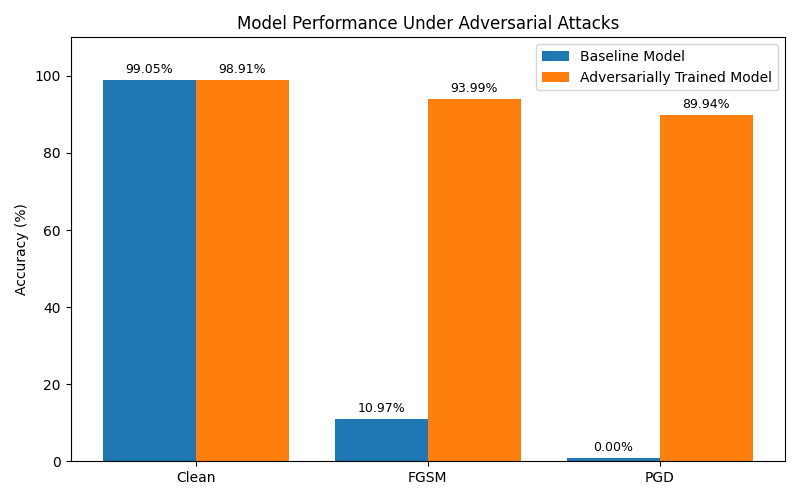 Model Performance Under Adversarial Attacks
Baseline Model
Adversarially Trained Model
Accuracy (%)
100
80
60
40
20
0
99.05%
98.91%
10.97%
93.99%
0.00%
89.94%
Clean
FGSM
PGD